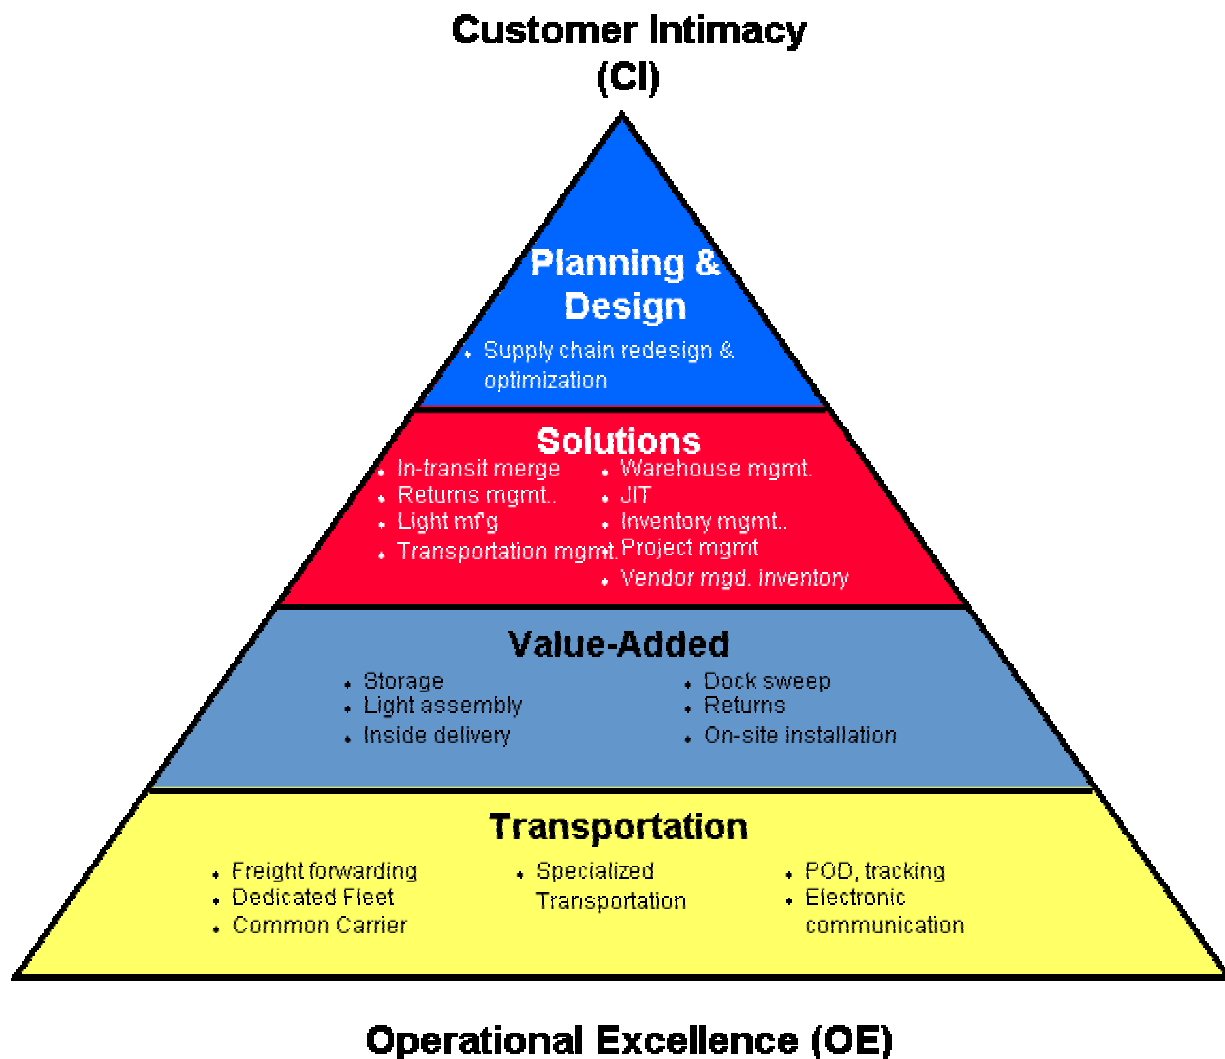 Customer Intimacy
(CI)
Planning &
Design
• Supply chain redesign &
optimization
Solutions
• In-transit merge
• Returns mgmt..
• Light mf'g
• Transportation mgmt.
• Warehouse mgmt.
• JIT
• Inventory mgmt..
• Project mgmt
• Vendor mgd. inventory
Value-Added
• Storage
• Light assembly
• Inside delivery
• Dock sweep
• Returns
• On-site installation
Transportation
• Freight forwarding
• Dedicated Fleet
• Common Carrier
• Specialized
Transportation
• POD, tracking
• Electronic
communication
Operational Excellence (OE)